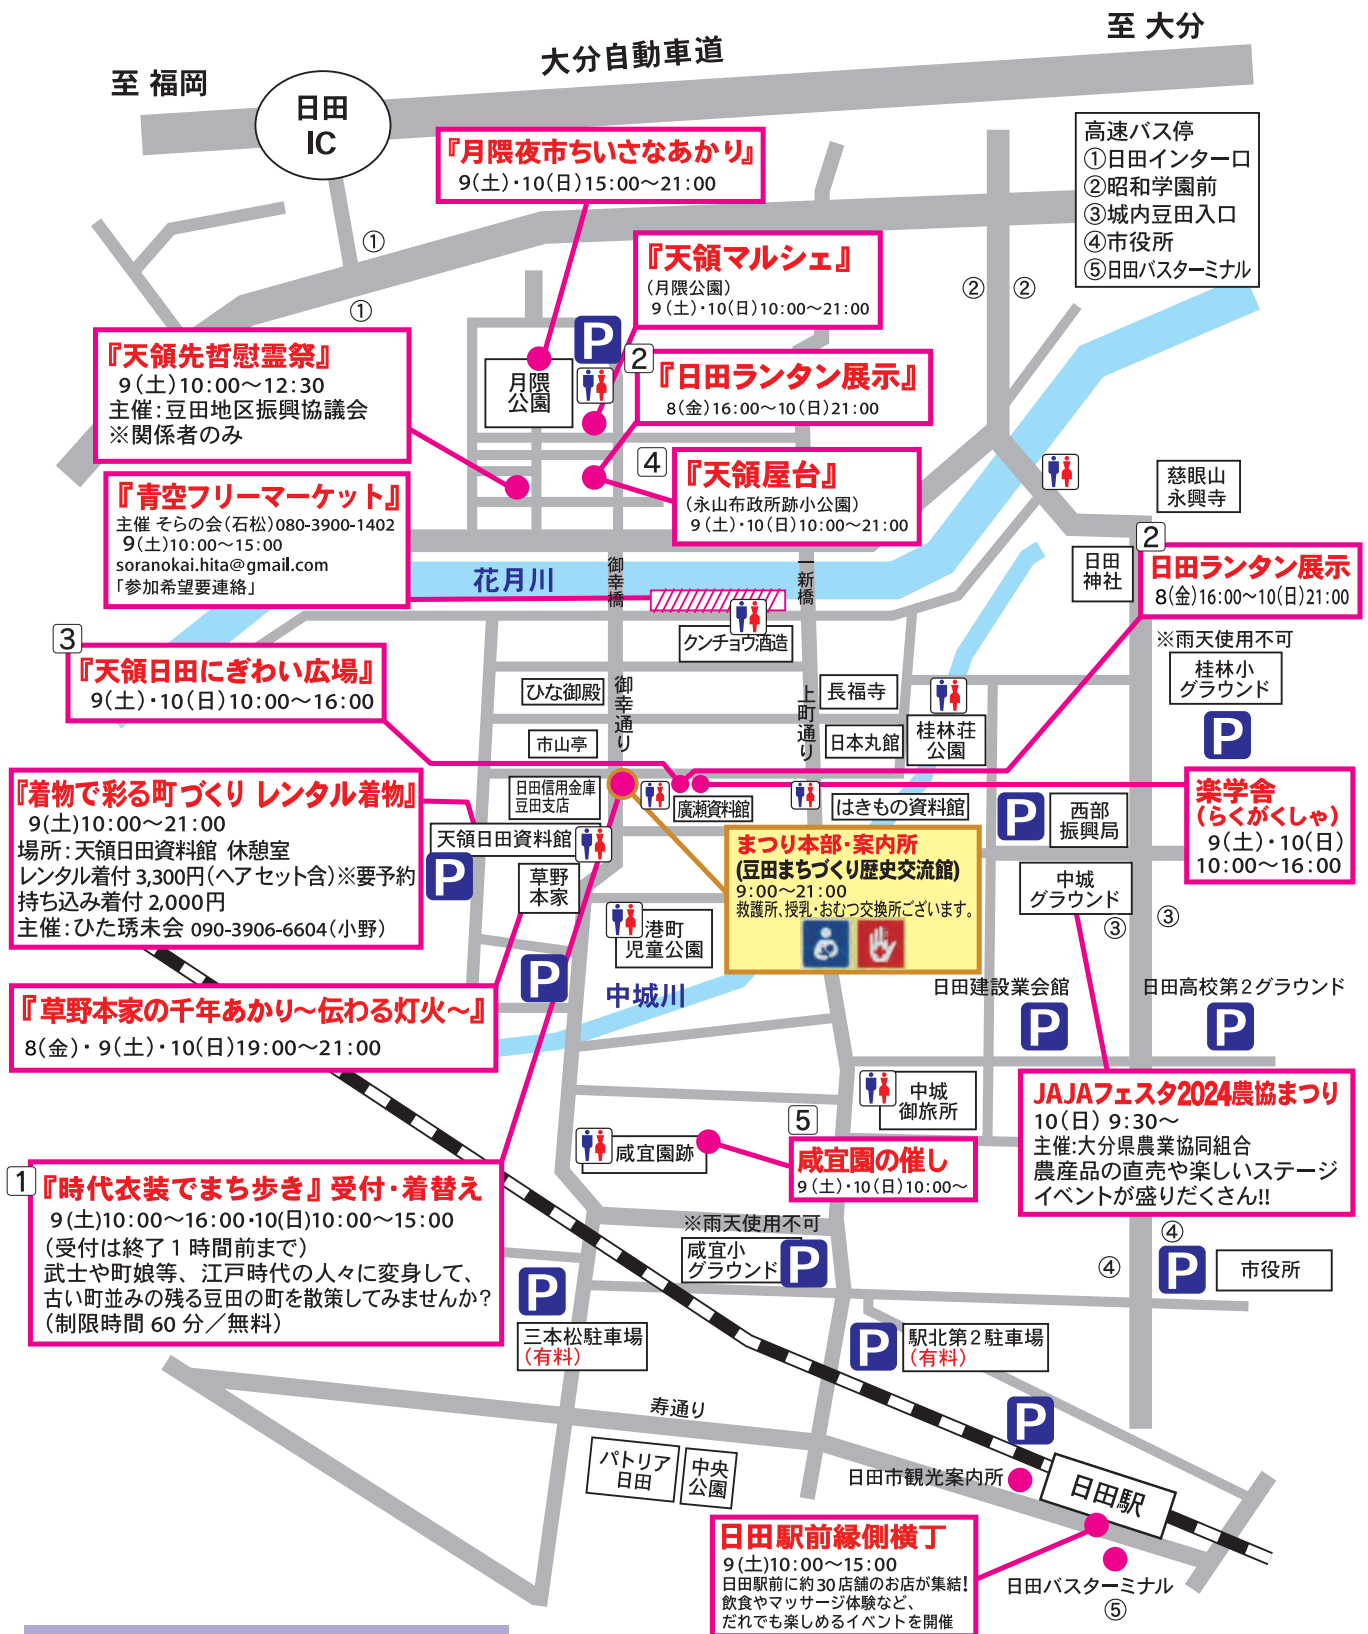 至 大分
大分自動車道
至 福岡
日田
IC
高速バス停
①日田インター口
②昭和学園前
③城内豆田入口
④市役所
⑤日田バスターミナル
『月隈夜市ちいさなあかり』
9(土)・10(日)15:00〜21:00
①
①
②
②
『天領マルシェ』
(月隈公園)
9(土)・10(日)10:00〜21:00
『天領先哲慰霊祭』
9(土)10:00〜12:30
主催:豆田地区振興協議会
※関係者のみ
P
月隈
公園
2
『日田ランタン展示』
8(金)16:00〜10(日)21:00
4
『天領屋台』
(永山布政所跡小公園)
9(土)・10(日)10:00〜21:00
『青空フリーマーケット』
主催 そらの会(石松)080-3900-1402
9(土)10:00〜15:00
soranokai.hita@gmail.com
「参加希望要連絡」
慈眼山
永興寺
日田
神社
2
日田ランタン展示
8(金)16:00〜10(日)21:00
花月川
御幸橋
一新橋
クンチョウ酒造
※雨天使用不可
桂林小
グラウンド
P
3
『天領日田にぎわい広場』
9(土)・10(日)10:00〜16:00
ひな御殿
御幸通り
上町通り
長福寺
市山亭
日本丸館
桂林荘
公園
日田信用金庫
豆田支店
廣瀬資料館
はきもの資料館
P
西部
振興局
楽学舎
(らくがくしゃ)
9(土)・10(日)
10:00〜16:00
『着物で彩る町づくり レンタル着物』
9(土)10:00〜21:00
場所:天領日田資料館 休憩室
レンタル着付 3,300円(ヘアセット含)※要予約
持ち込み着付 2,000円
主催:ひた琇未会 090-3906-6604(小野)
天領日田資料館
P
草野
本家
まつり本部・案内所
(豆田まちづくり歴史交流館)
9:00〜21:00
救護所、授乳・おむつ交換所ございます。
中城
グラウンド
③
③
港町
児童公園
P
中城川
日田建設業会館
P
日田高校第2グラウンド
P
『草野本家の千年あかり〜伝わる灯火〜』
8(金)・9(土)・10(日)19:00〜21:00
中城
御旅所
JAJAフェスタ2024農協まつり
10(日) 9:30〜
主催:大分県農業協同組合
農産品の直売や楽しいステージ
イベントが盛りだくさん!!
咸宜園跡
5
咸宜園の催し
9(土)・10(日)10:00〜
1
『時代衣装でまち歩き』受付・着替え
9(土)10:00〜16:00・10(日)10:00〜15:00
(受付は終了1時間前まで)
武士や町娘等、江戸時代の人々に変身して、
古い町並みの残る豆田の町を散策してみませんか?
(制限時間 60 分/無料)
※雨天使用不可
咸宜小
グラウンド
P
④
④
P
市役所
P
三本松駐車場
(有料)
P
駅北第2駐車場
(有料)
寿通り
P
パトリア
日田
中央
公園
日田市観光案内所
日田駅
日田駅前縁側横丁
9(土)10:00〜15:00
日田駅前に約30店舗のお店が集結!
飲食やマッサージ体験など、
だれでも楽しめるイベントを開催
日田バスターミナル
⑤